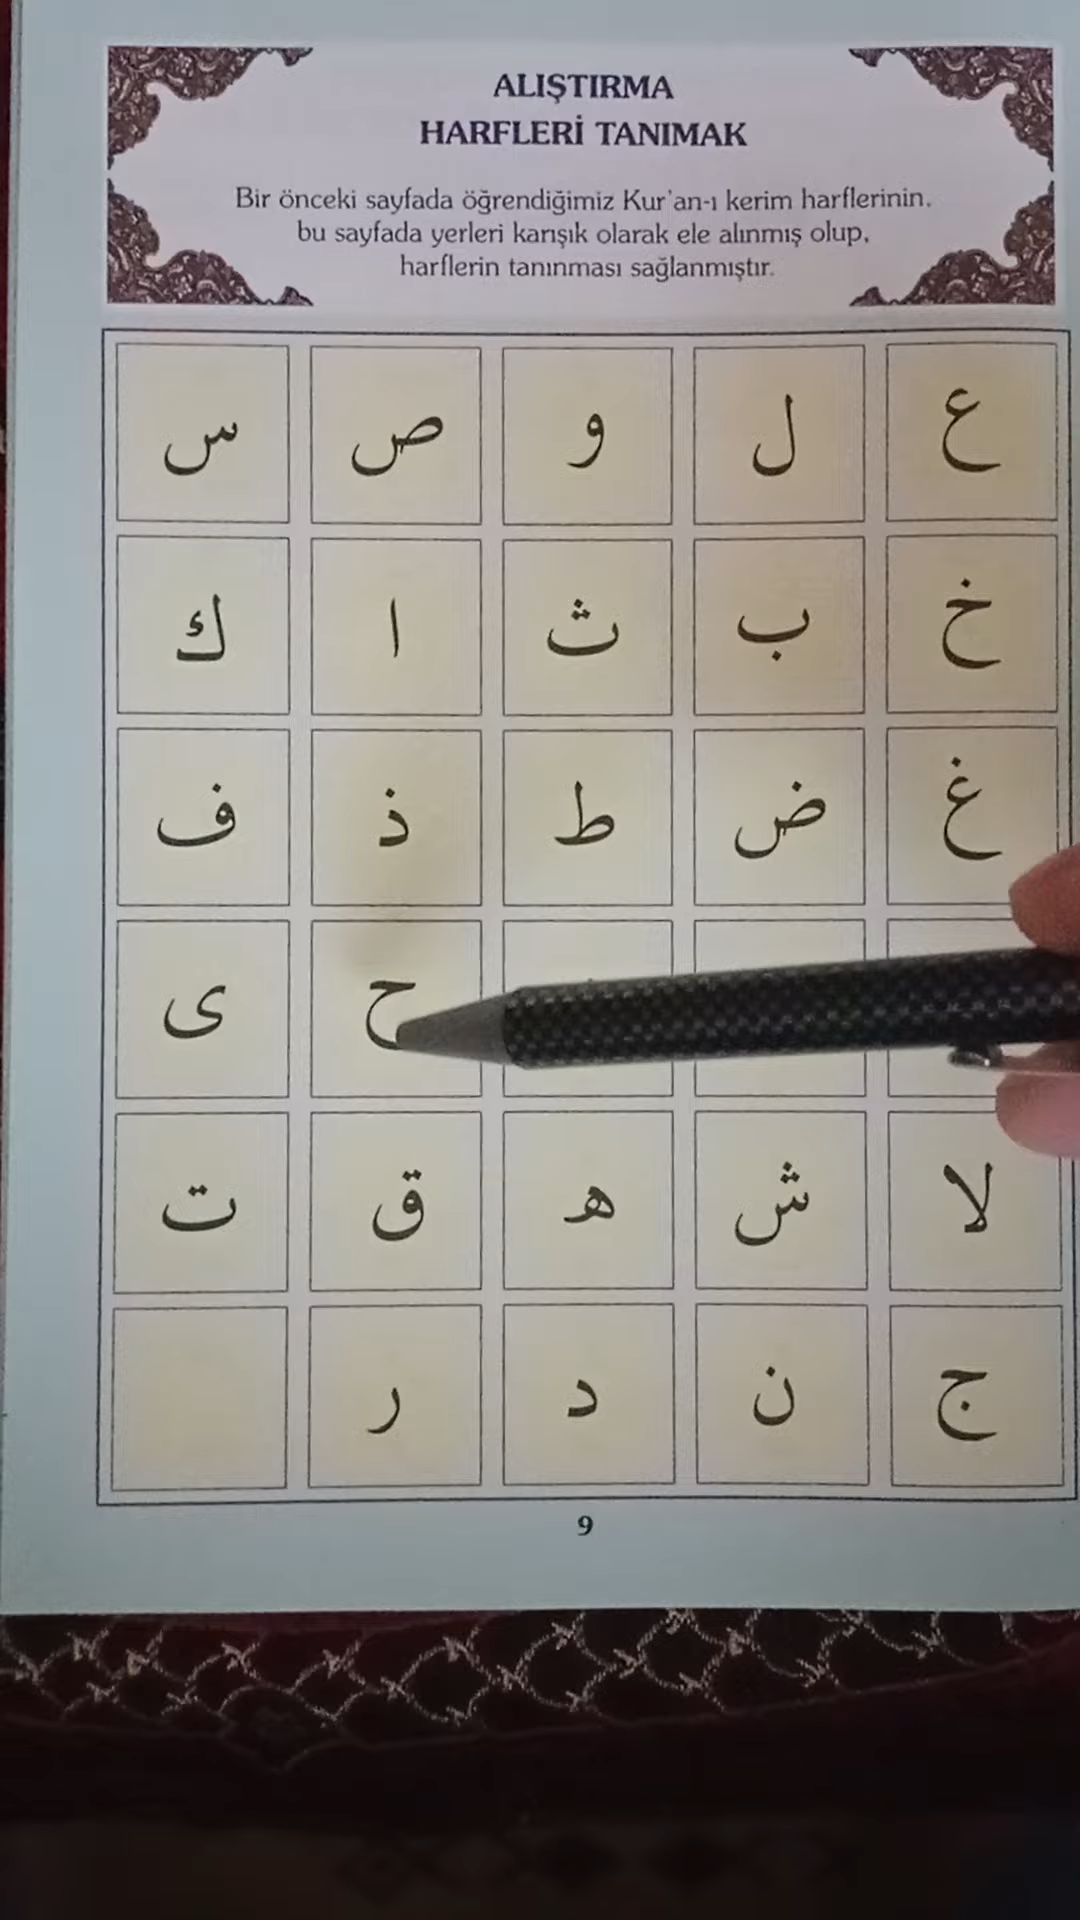 ALIŞTIRMA
HARFLERİ TANIMAK
Bir önceki sayfada öğrendiğimiz Kur'an-ı kerim harflerinin,
bu sayfada yerleri karışık olarak ele alınmış olup,
harflerin tanınması sağlanmıştır.
ع ل و ص س
خ ب ث ا ك
غ ض ط ذ ف
ح ى
لا ش ه ق ت
ج ن د ر
9